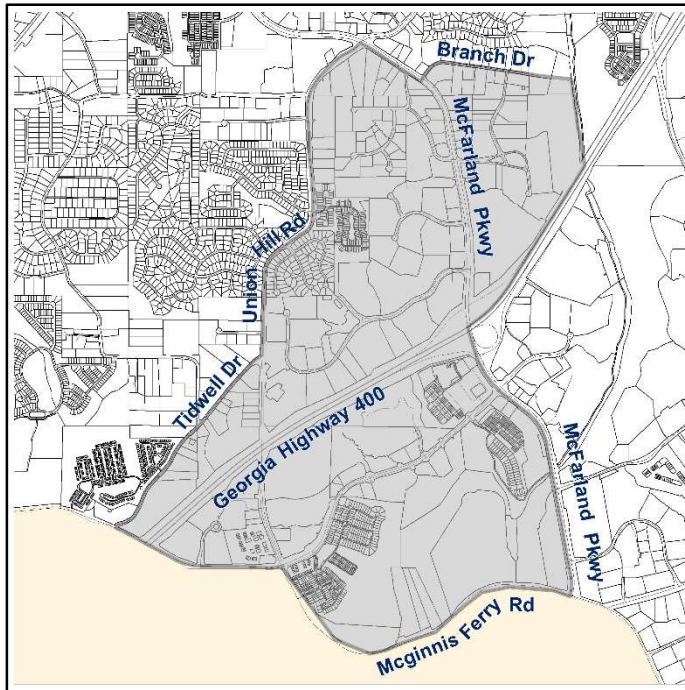 Branch Dr
McFarland Pkwy
Union Hill Rd
Tidwell Dr
Georgia Highway 400
McFarland Pkwy
Mcginnis Ferry Rd